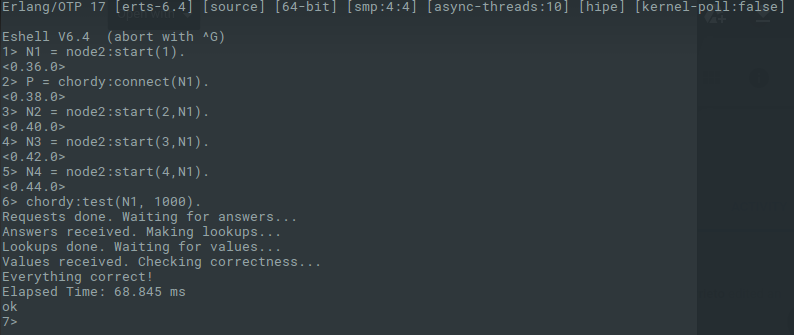 Erlang/OTP 17 [erts-6.4] [source] [64-bit] [smp:4:4] [async-threads:10] [hipe] [kernel-poll:false]
Eshell V6.4  (abort with ^G)
1> N1 = node2:start(1).
<0.36.0>
2> P = chordy:connect(N1).
<0.38.0>
3> N2 = node2:start(2,N1).
<0.40.0>
4> N3 = node2:start(3,N1).
<0.42.0>
5> N4 = node2:start(4,N1).
<0.44.0>
6> chordy:test(N1, 1000).
Requests done. Waiting for answers...
Answers received. Making lookups...
Lookups done. Waiting for values...
Values received. Checking correctness...
Everything correct!
Elapsed Time: 68.845 ms
ok
7>